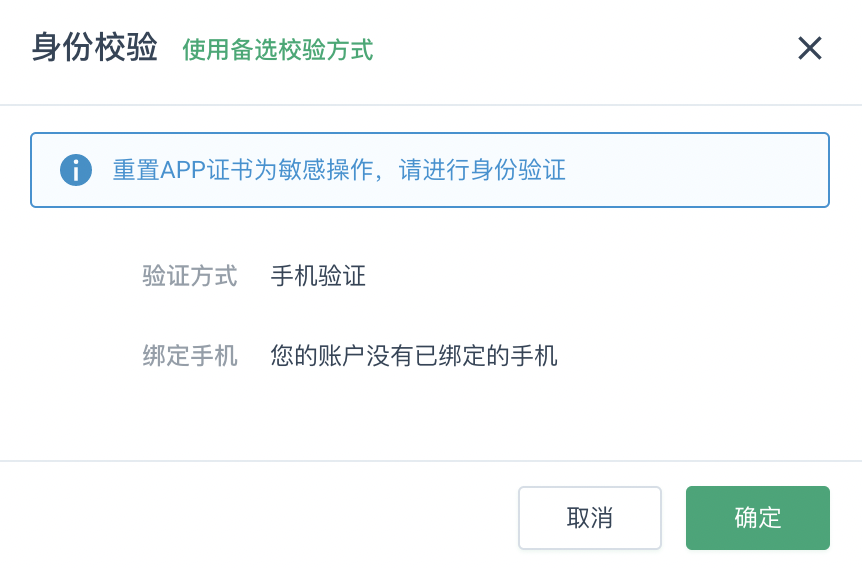 身份校验 使用备选校验方式
重置APP证书为敏感操作，请进行身份验证
验证方式 手机验证
绑定手机 您的账户没有已绑定的手机
取消 确定